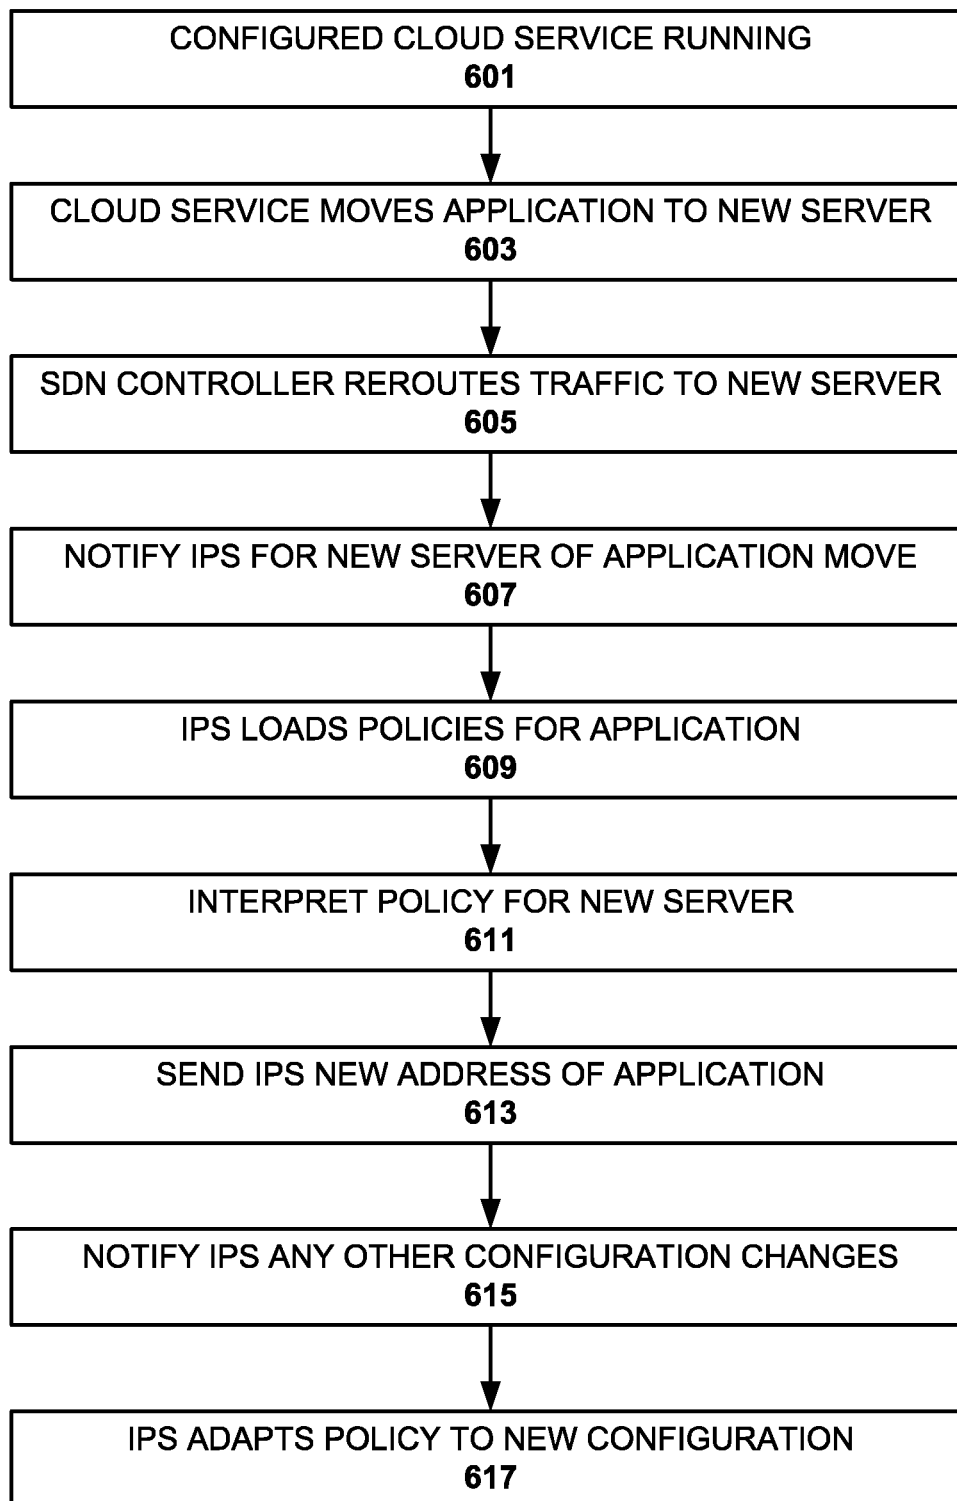 CONFIGURED CLOUD SERVICE RUNNING
601
CLOUD SERVICE MOVES APPLICATION TO NEW SERVER
603
SDN CONTROLLER REROUTES TRAFFIC TO NEW SERVER
605
NOTIFY IPS FOR NEW SERVER OF APPLICATION MOVE
607
IPS LOADS POLICIES FOR APPLICATION
609
INTERPRET POLICY FOR NEW SERVER
611
SEND IPS NEW ADDRESS OF APPLICATION
613
NOTIFY IPS ANY OTHER CONFIGURATION CHANGES
615
IPS ADAPTS POLICY TO NEW CONFIGURATION
617